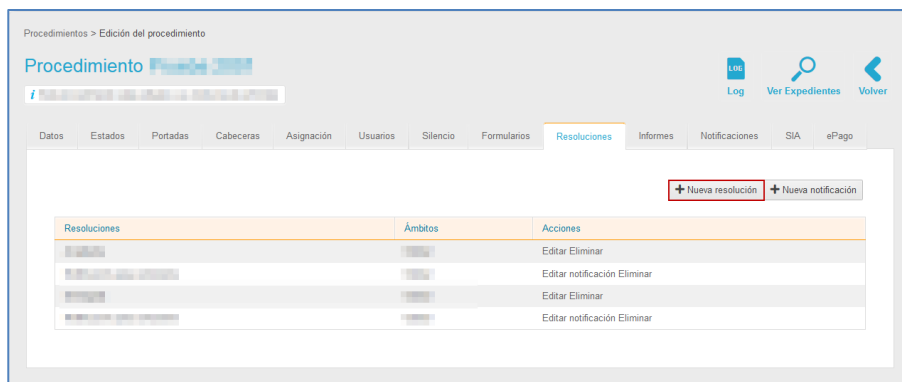 Procedimientos > Edición del procedimiento
Procedimiento
LOG
Log Ver Expedientes Volver
i
Datos Estados Portadas Cabeceras Asignación Usuarios Silencio Formularios Resoluciones Informes Notificaciones SIA ePago
+ Nueva resolución + Nueva notificación
Resoluciones Ámbitos Acciones
Editar Eliminar
Editar notificación Eliminar
Editar Eliminar
Editar notificación Eliminar